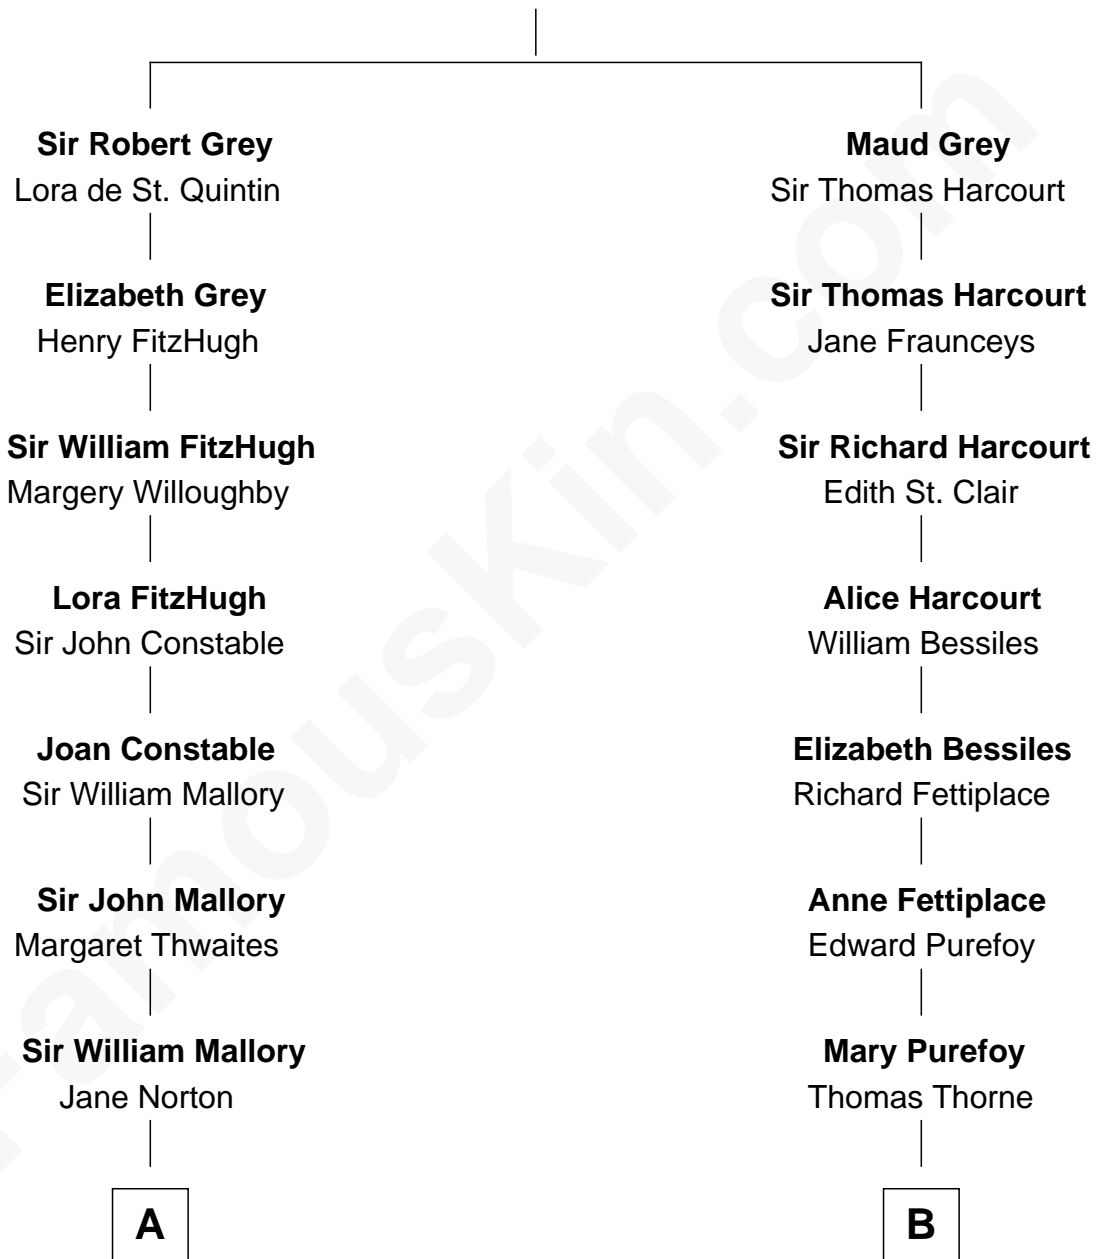 Sir Robert Grey
Lora de St. Quintin
Elizabeth Grey
Henry FitzHugh
Sir William FitzHugh
Margery Willoughby
Lora FitzHugh
Sir John Constable
Joan Constable
Sir William Mallory
Sir John Mallory
Margaret Thwaites
Sir William Mallory
Jane Norton
A
Maud Grey
Sir Thomas Harcourt
Sir Thomas Harcourt
Jane Fraunceys
Sir Richard Harcourt
Edith St. Clair
Alice Harcourt
William Bessiles
Elizabeth Bessiles
Richard Fettiplace
Anne Fettiplace
Edward Purefoy
Mary Purefoy
Thomas Thorne
B
FamousKin.com